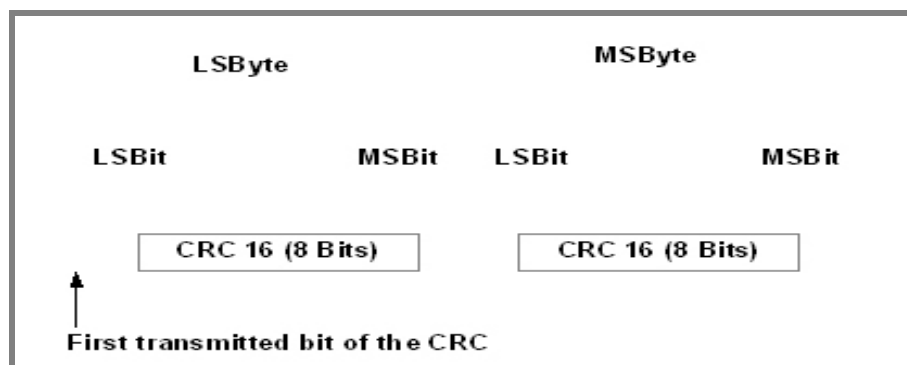 LSByte MSByte
LSBit MSBit LSBit MSBit
CRC 16 (8 Bits) CRC 16 (8 Bits)
First transmitted bit of the CRC